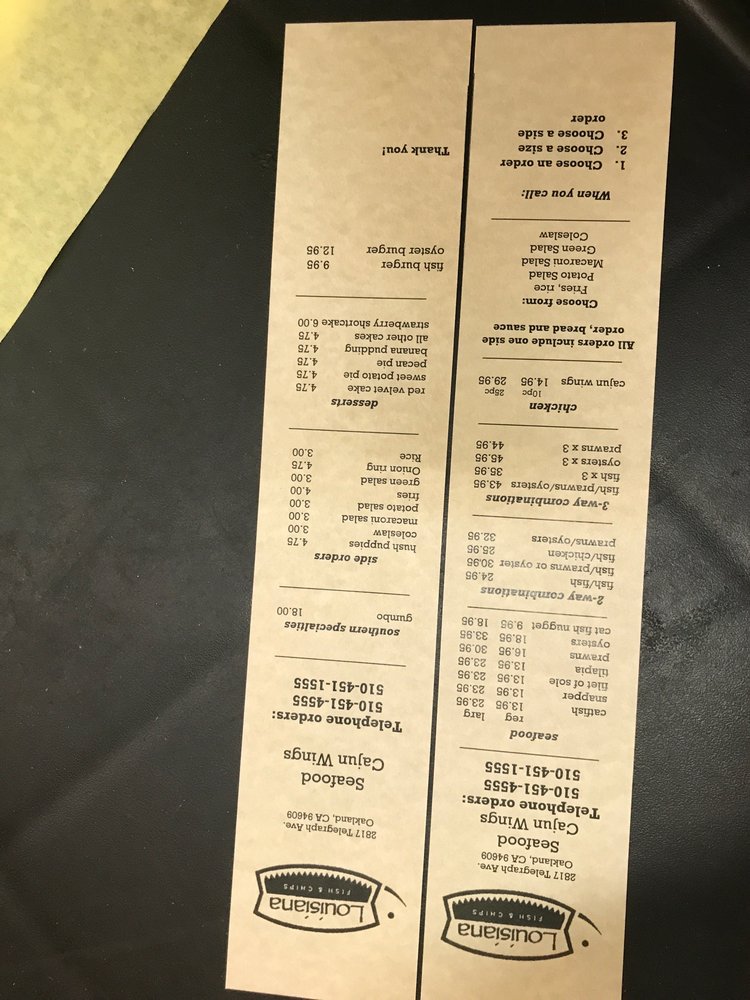 Louisiana
FISH & CHIPS
2817 Telegraph Ave.
Oakland, CA 94609
Seafood
Cajun Wings
Telephone orders:
510-451-4555
510-451-1555
seafood
reg larg
catfish 13.95 23.95
snapper 13.95 23.95
filet of sole 13.95 23.95
tilapia 13.95 23.95
prawns 16.95 30.95
oysters 18.95 33.95
cat fish nugget 9.95 18.95
2-way combinations
fish/fish 24.95
fish/prawns or oyster 30.95
fish/chicken 25.95
prawns/oysters 32.95
3-way combinations
fish/prawns/oysters 43.95
fish x 3 35.95
oysters x 3 45.95
prawns x 3 44.95
chicken
10pc 25pc
cajun wings 14.95 29.95
All orders include one side
order, bread and sauce
Choose from:
Fries, rice
Potato Salad
Macaroni Salad
Green Salad
Coleslaw
When you call:
1. Choose an order
2. Choose a size
3. Choose a side
order
Louisiana
FISH & CHIPS
2817 Telegraph Ave.
Oakland, CA 94609
Seafood
Cajun Wings
Telephone orders:
510-451-4555
510-451-1555
southern specialties
gumbo 18.00
side orders
hush puppies 4.75
coleslaw 3.00
macaroni salad 3.00
potato salad 3.00
fries 4.00
green salad 3.00
Onion ring 4.75
Rice 3.00
desserts
red velvet cake 4.75
sweet potato pie 4.75
pecan pie 4.75
banana pudding 4.75
all other cakes 4.75
strawberry shortcake 6.00
fish burger 9.95
oyster burger 12.95
Thank you!